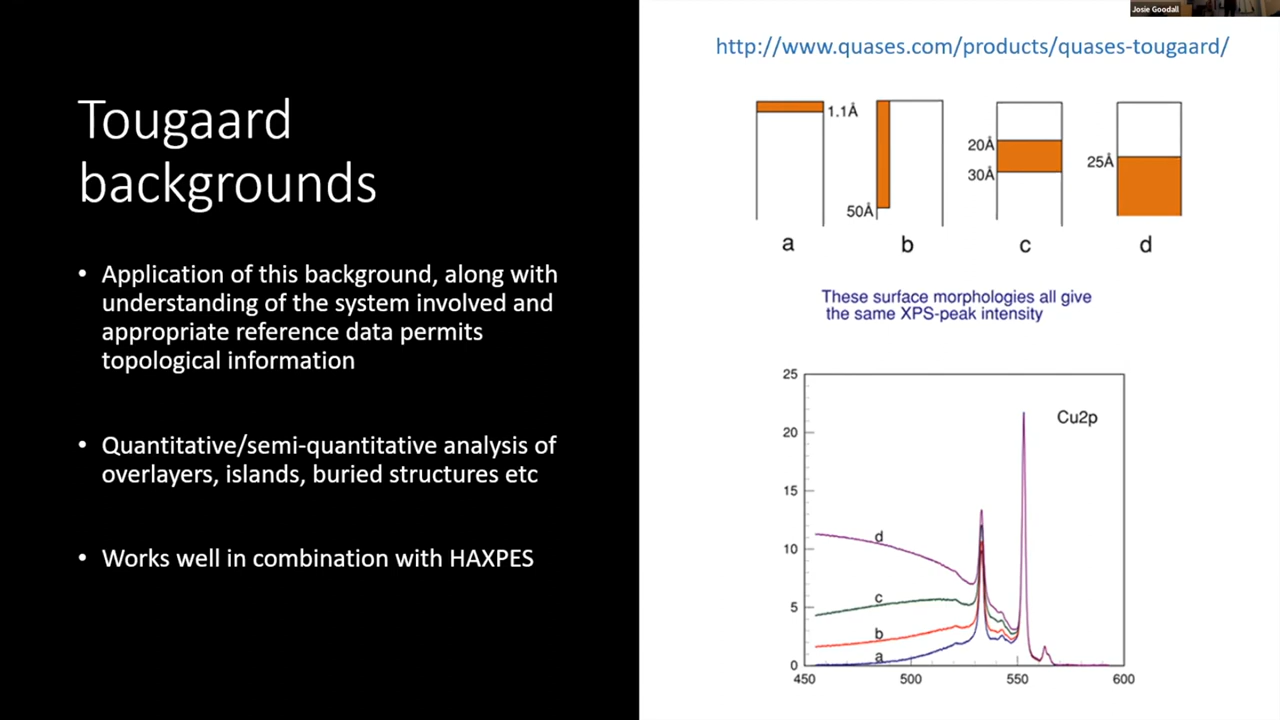 Josie Goodall
http://www.quases.com/products/quases-tougaard/
Tougaard
backgrounds
• Application of this background, along with
understanding of the system involved and
appropriate reference data permits
topological information
• Quantitative/semi-quantitative analysis of
overlayers, islands, buried structures etc
• Works well in combination with HAXPES
1.1Å
50Å
20Å
30Å
25Å
a b c d
These surface morphologies all give
the same XPS-peak intensity
25
20
15
10
5
0
Cu2p
d
c
b
a
450 500 550 600